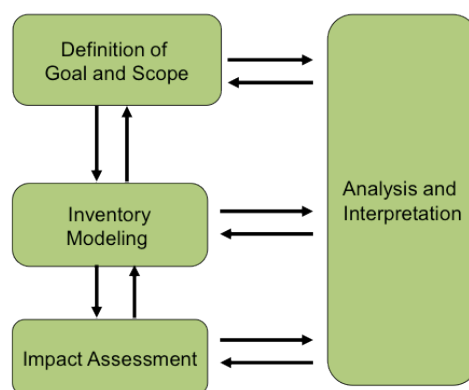 Definition of
Goal and Scope
Inventory
Modeling
Impact Assessment
Analysis and
Interpretation